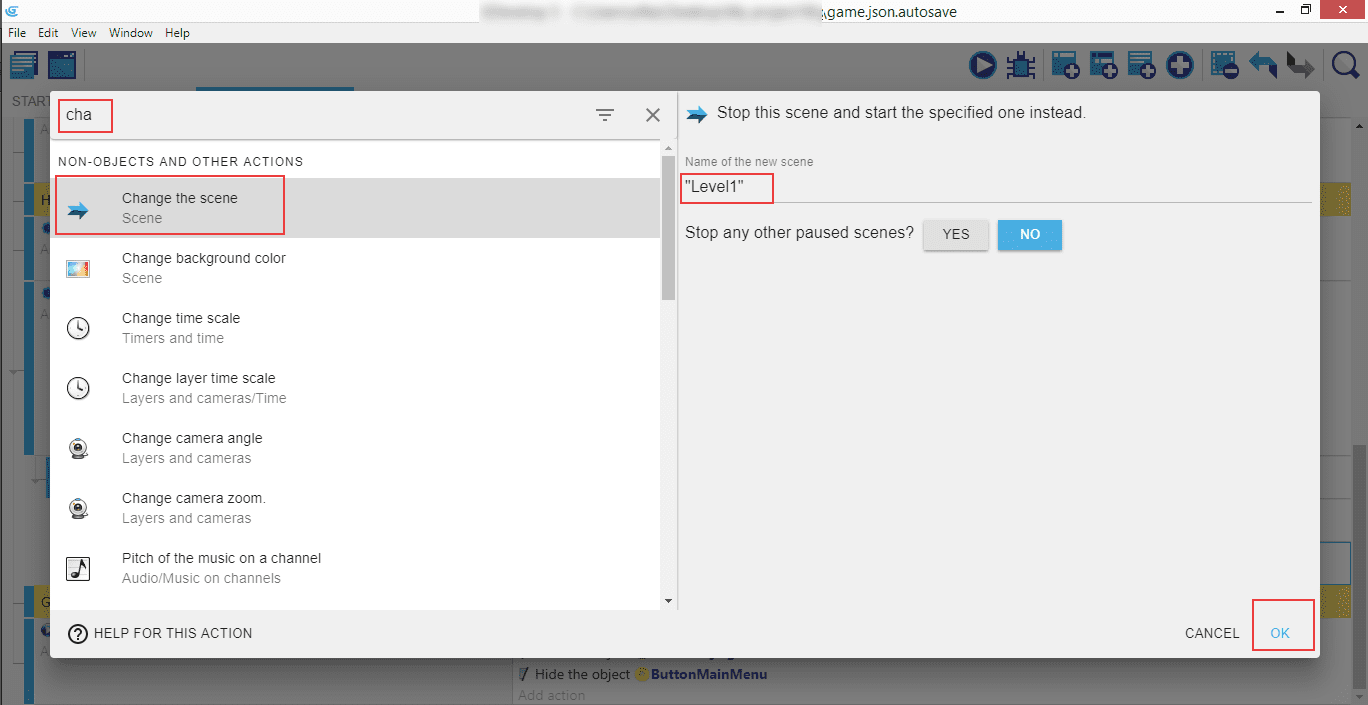 \game.json.autosave
File Edit View Window Help
START
cha
NON-OBJECTS AND OTHER ACTIONS
Change the scene
Scene
Change background color
Scene
Change time scale
Timers and time
Change layer time scale
Layers and cameras/Time
Change camera angle
Layers and cameras
Change camera zoom.
Layers and cameras
Pitch of the music on a channel
Audio/Music on channels
HELP FOR THIS ACTION
Stop this scene and start the specified one instead.
Name of the new scene
"Level1"
Stop any other paused scenes? YES NO
CANCEL OK
Hide the object ButtonMainMenu
Add action